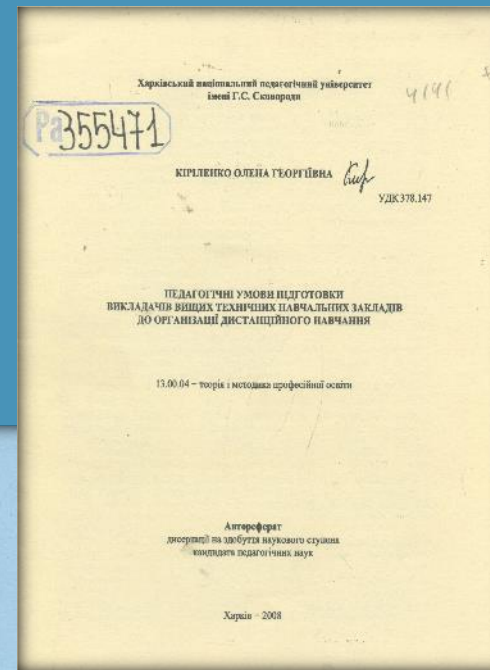 Харківський національний педагогічний університет
імені Г.С. Сковороди
4141
Ра355471
КІРІЛЕНКО ОЛЕНА ГЕОРГІЇВНА
УДК 378.147
ПЕДАГОГІЧНІ УМОВИ ПІДГОТОВКИ
ВИКЛАДАЧІВ ВИЩИХ ТЕХНІЧНИХ НАВЧАЛЬНИХ ЗАКЛАДІВ
ДО ОРГАНІЗАЦІЇ ДИСТАНЦІЙНОГО НАВЧАННЯ
13.00.04 – теорія і методика професійної освіти
Автореферат
дисертації на здобуття наукового ступеня
кандидата педагогічних наук
Харків – 2008